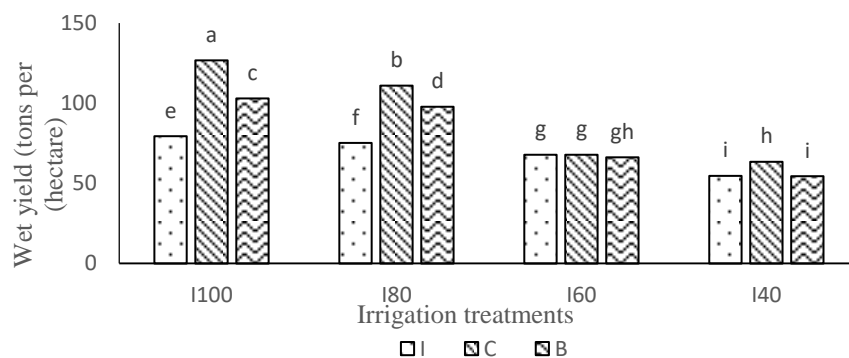 Wet yield (tons per
(hectare)
150
100
50
0
a
e
c
b
f
d
g
g
gh
i
h
i
I100
I80
I60
I40
Irrigation treatments
I
C
B